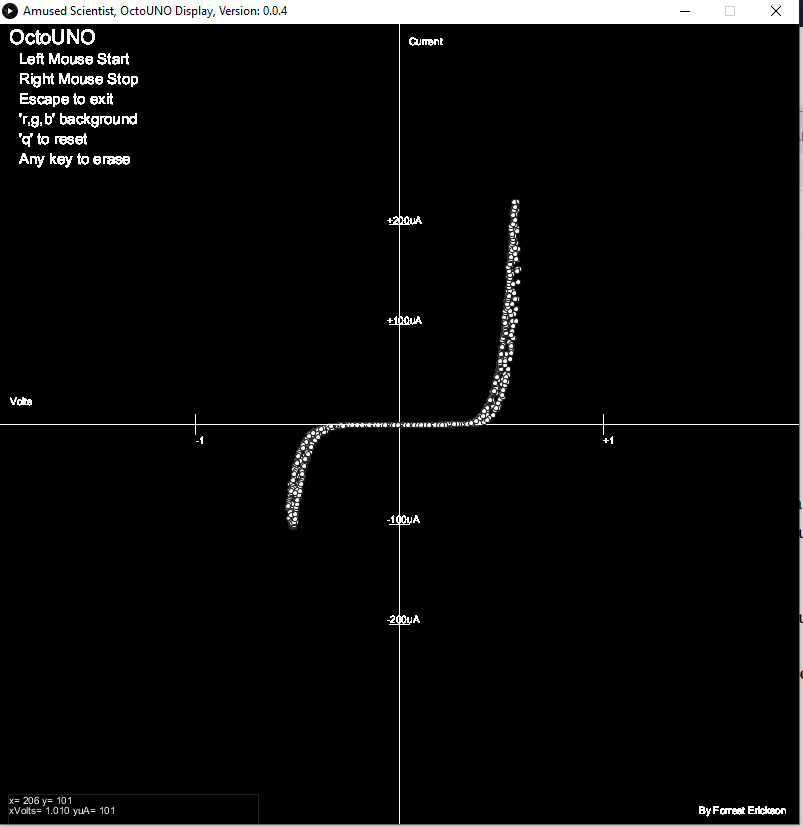 Amused Scientist, OctoUNO Display, Version: 0.0.4
OctoUNO
Left Mouse Start
Right Mouse Stop
Escape to exit
'r,g,b' background
'q' to reset
Any key to erase
Current
+200uA
+100uA
Volts
-1
+1
-100uA
-200uA
x= 206 y= 101
xVolts= 1.010 yuA= 101
By Forrest Erickson